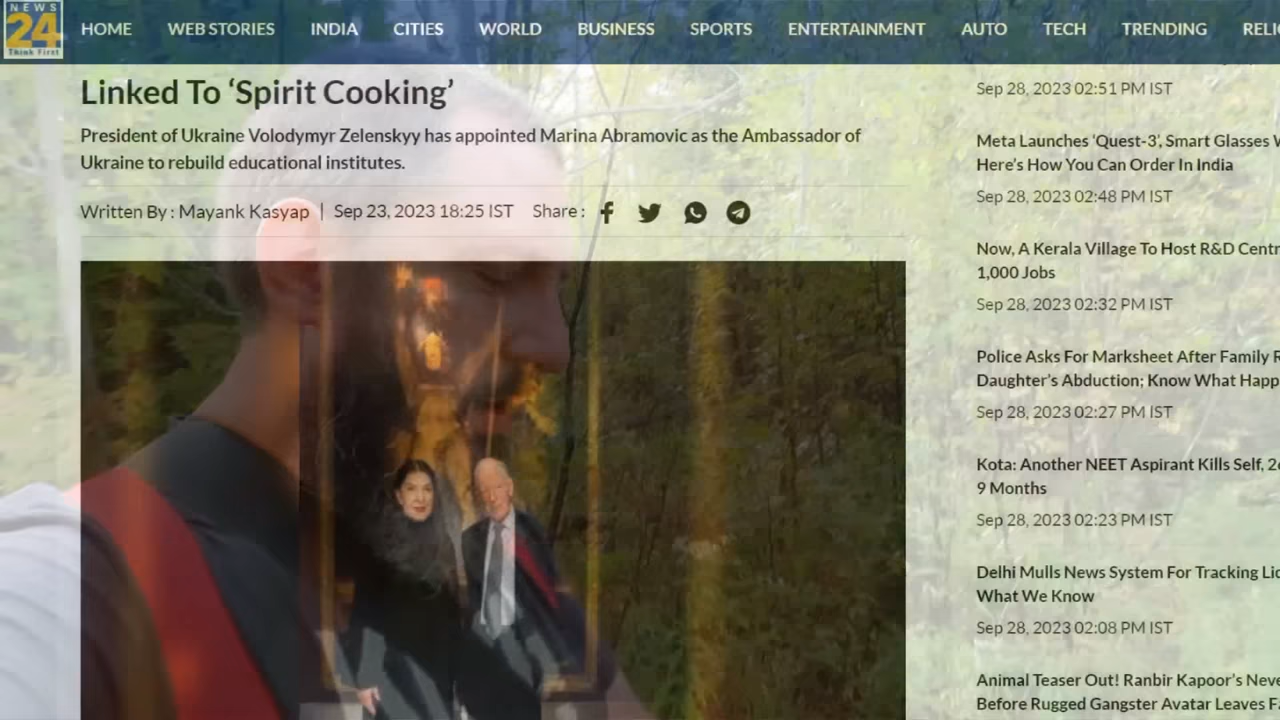 NEWS
24
Think First
HOME WEB STORIES INDIA CITIES WORLD BUSINESS SPORTS ENTERTAINMENT AUTO TECH TRENDING RELI
Linked To ‘Spirit Cooking’
President of Ukraine Volodymyr Zelenskyy has appointed Marina Abramovic as the Ambassador of
Ukraine to rebuild educational institutes.
Written By : Mayank Kasyap | Sep 23, 2023 18:25 IST Share :
Sep 28, 2023 02:51 PM IST
Meta Launches ‘Quest-3’, Smart Glasses W
Here’s How You Can Order In India
Sep 28, 2023 02:48 PM IST
Now, A Kerala Village To Host R&D Centr
1,000 Jobs
Sep 28, 2023 02:32 PM IST
Police Asks For Marksheet After Family R
Daughter’s Abduction; Know What Happ
Sep 28, 2023 02:27 PM IST
Kota: Another NEET Aspirant Kills Self, 26
9 Months
Sep 28, 2023 02:23 PM IST
Delhi Mulls News System For Tracking Lic
What We Know
Sep 28, 2023 02:08 PM IST
Animal Teaser Out! Ranbir Kapoor’s Neve
Before Rugged Gangster Avatar Leaves Fa